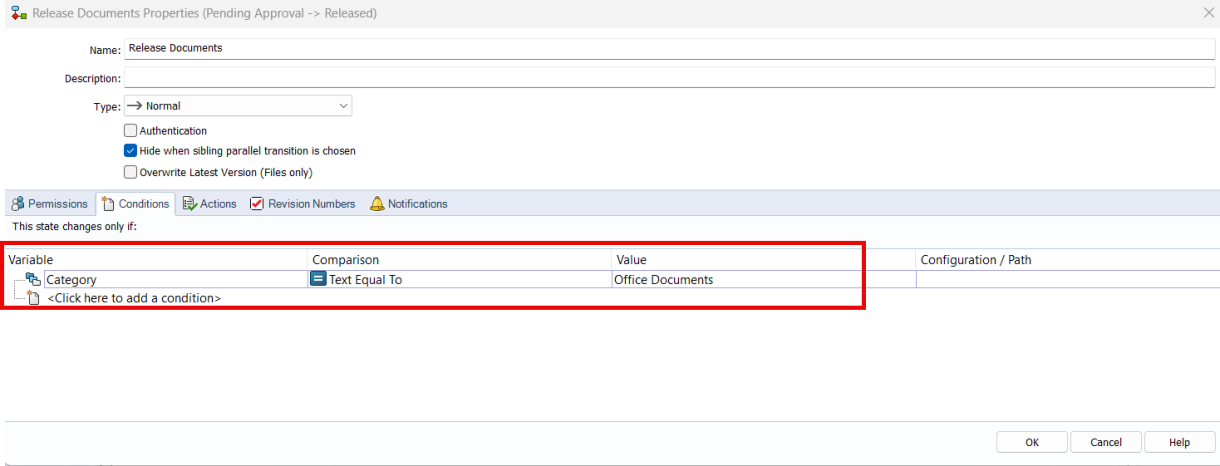 Release Documents Properties (Pending Approval -> Released)
Name: Release Documents
Description:
Type: Normal
Authentication
Hide when sibling parallel transition is chosen
Overwrite Latest Version (Files only)
Permissions Conditions Actions Revision Numbers Notifications
This state changes only if:
Variable Comparison Value Configuration / Path
Category Text Equal To Office Documents
<Click here to add a condition>
OK Cancel Help